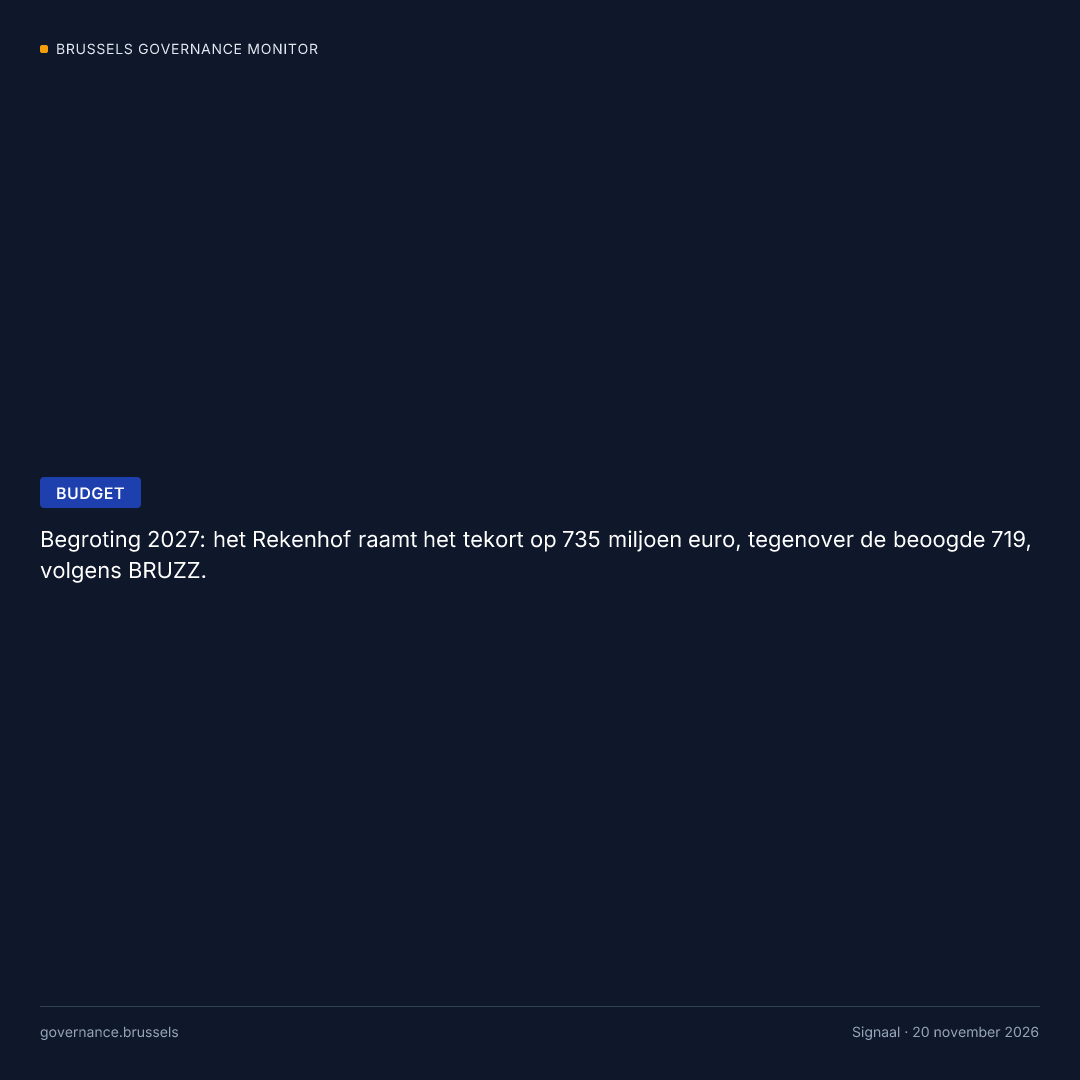 BRUSSELS GOVERNANCE MONITOR
BUDGET
Begroting 2027: het Rekenhof raamt het tekort op 735 miljoen euro, tegenover de beoogde 719,
volgens BRUZZ.
governance.brussels
Signaal · 20 november 2026